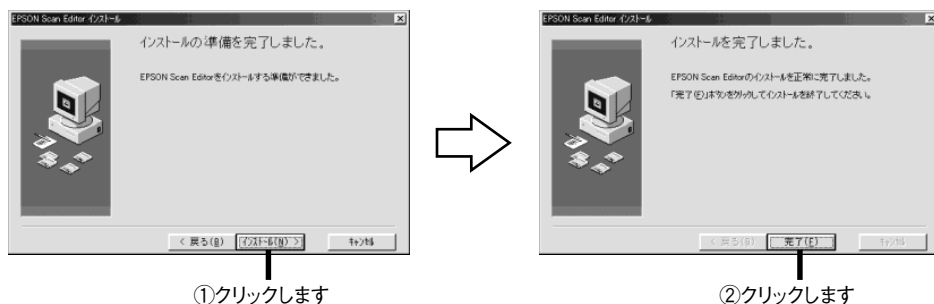 EPSON Scan Editor インストール
インストールの準備を完了しました。
EPSON Scan Editorをインストールする準備ができました。
< 戻る(B)
インストール(N) >
キャンセル
①クリックします
EPSON Scan Editor インストール
インストールを完了しました。
EPSON Scan Editorのインストールを正常に完了しました。
「完了(F)」ボタンをクリックしてインストールを終了してください。
< 戻る(B)
完了(F)
キャンセル
②クリックします